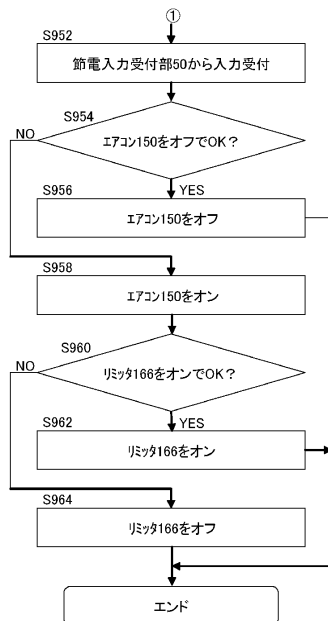 ①
S952
節電入力受付部50から入力受付
S954
エアコン150をオフでOK？
NO
YES
S956
エアコン150をオフ
S958
エアコン150をオン
S960
リミッタ166をオンでOK？
NO
YES
S962
リミッタ166をオン
S964
リミッタ166をオフ
エンド